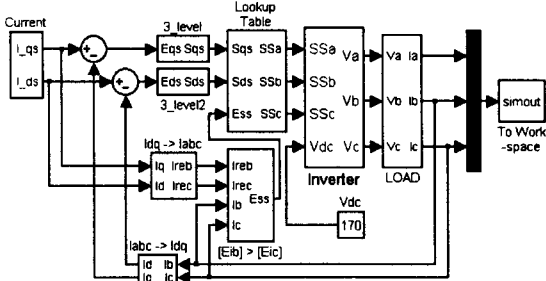 Current
i_qs
i_ds
3_level
Eqs Sqs
Eds Sds
3_level2
Lookup
Table
Sqs SSa
Sds SSb
Ess SSc
SSa Va
SSb
Vb
SSc
Vdc Vc
Inverter
Va Ia
Vb Ib
Vc Ic
LOAD
simout
To Work
-space
Idq -> Iabc
Iq Ireb
Id Irec
Ireb
Irec
Ess
Ib
Ic
[Eib] > [Eic]
Vdc
170
Iabc -> Idq
Id Ib
Iq Ic